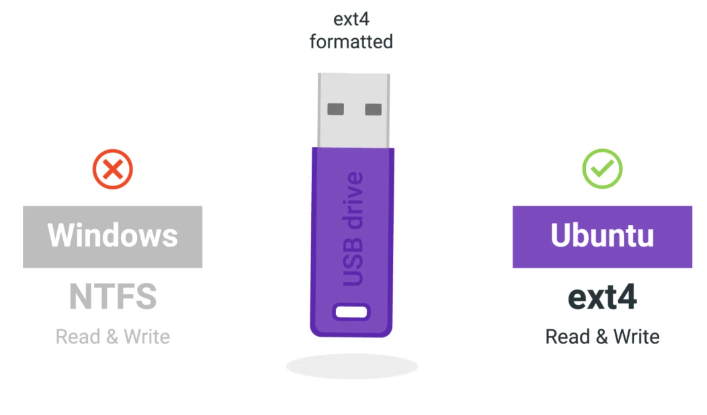 ext4
formatted
USB drive
Windows
NTFS
Read & Write
Ubuntu
ext4
Read & Write